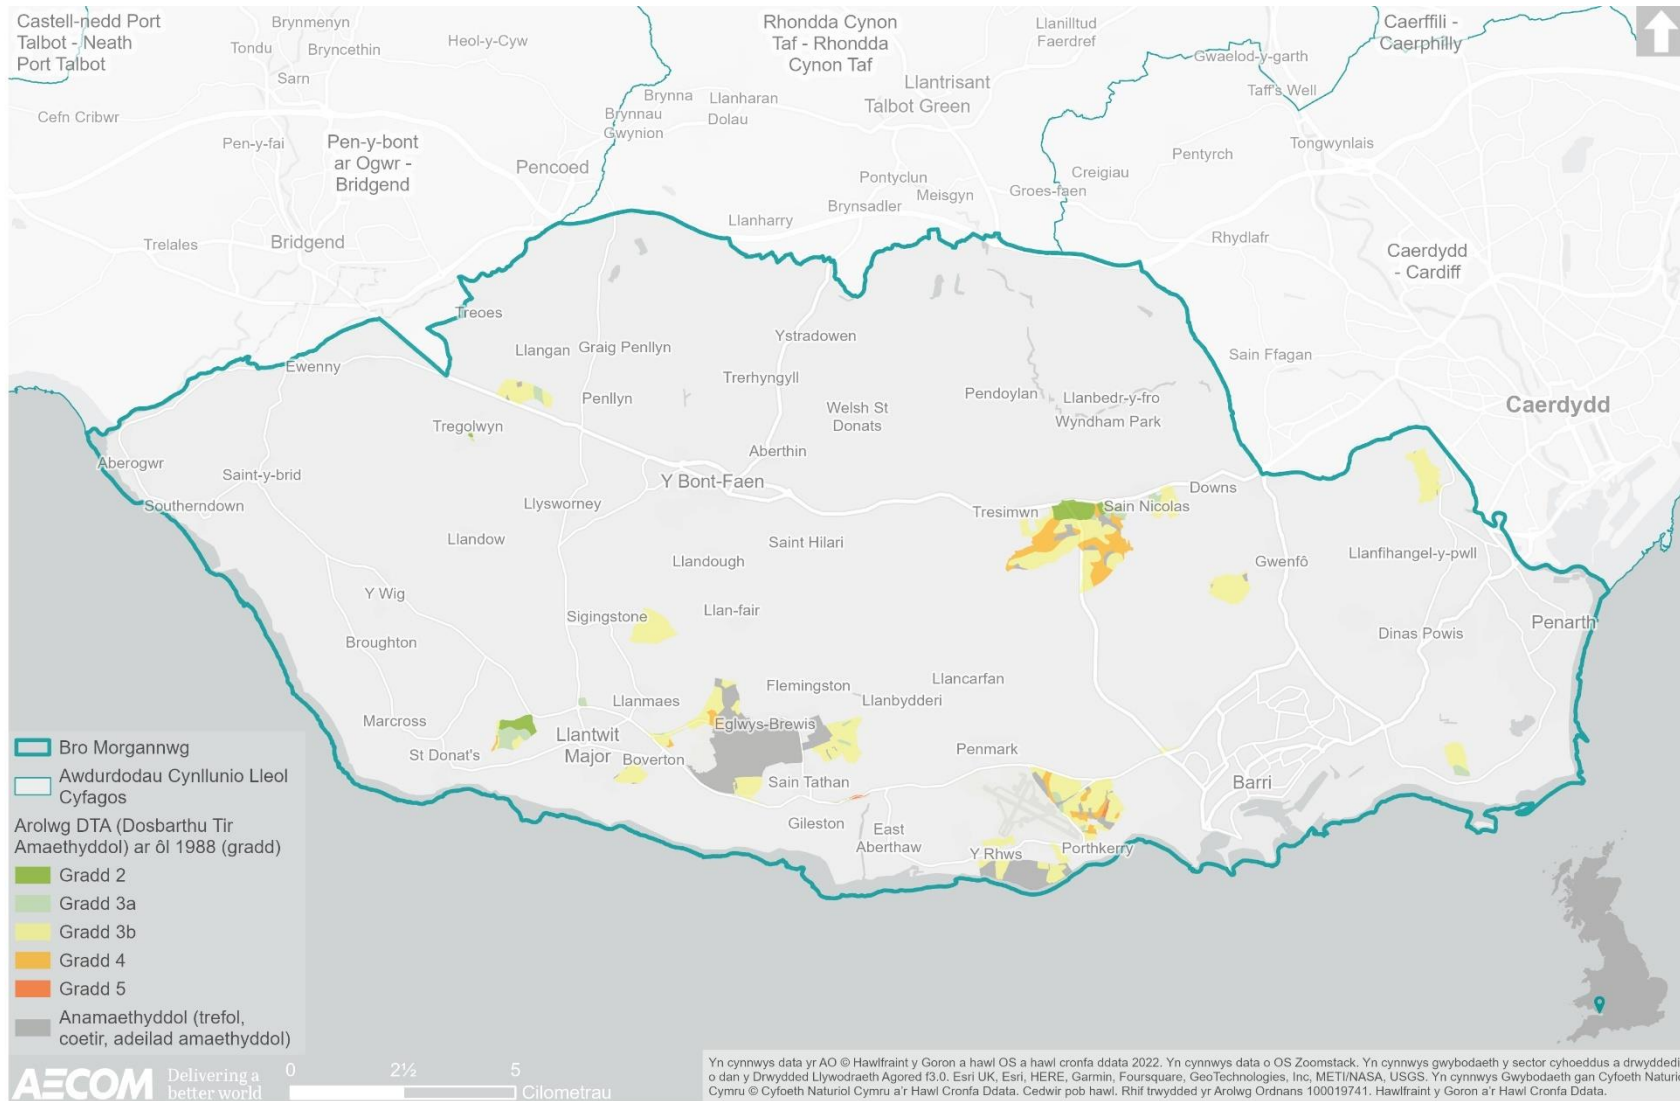 Castell-nedd Port
Talbot - Neath
Port Talbot
Brynmenyn
Tondu
Bryncethin
Heol-y-Cyw
Sarn
Cefn Cribwr
Pen-y-fai
Pen-y-bont
ar Ogwr -
Bridgend
Pencoed
Trelales
Bridgend
Rhondda Cynon
Taf - Rhondda
Cynon Taf
Llanilltud
Faerdref
Caerffili -
Caerphilly
Gwaelod-y-garth
Taff's Well
Llantrisant
Talbot Green
Brynna
Llanharan
Brynnau
Gwynion
Dolau
Tongwynlais
Pentyrch
Creigiau
Pontyclun
Meisgyn
Groes-faen
Brynsadler
Llanharry
Rhydlafr
Caerdydd
- Cardiff
Treoes
Ystradowen
Llangan
Graig Penllyn
Sain Ffagan
Ewenny
Trerhyngyll
Penllyn
Pendoylan
Llanbedr-y-fro
Welsh St
Donats
Wyndham Park
Caerdydd
Tregolwyn
Aberthin
Aberogwr
Saint-y-brid
Y Bont-Faen
Downs
Southerndown
Llysworney
Tresimwn
Sain Nicolas
Llandow
Saint Hilari
Llandough
Gwenfô
Llanfihangel-y-pwll
Y Wig
Sigingstone
Llan-fair
Broughton
Dinas Powis
Penarth
Flemingston
Llancarfan
Llanmaes
Llanbydderi
Marcross
Eglwys-Brewis
St Donat's
Llantwit
Major
Boverton
Penmark
Sain Tathan
Barri
Gileston
East
Aberthaw
Y Rhws
Porthkerry
Bro Morgannwg
Awdurdodau Cynllunio Lleol
Cyfagos
Arolwg DTA (Dosbarthu Tir
Amaethyddol) ar ôl 1988 (gradd)
Gradd 2
Gradd 3a
Gradd 3b
Gradd 4
Gradd 5
Anamaethyddol (trefol,
coetir, adeilad amaethyddol)
AECOM
Delivering a
better world
0 2½ 5
Cilometrau
Yn cynnwys data yr AO © Hawlfraint y Goron a hawl OS a hawl cronfa ddata 2022. Yn cynnwys data o OS Zoomstack. Yn cynnwys gwybodaeth y sector cyhoeddus a drwyddedi
o dan y Drwydded Llywodraeth Agored f3.0. Esri UK, Esri, HERE, Garmin, Foursquare, GeoTechnologies, Inc, METI/NASA, USGS. Yn cynnwys Gwybodaeth gan Cyfoeth Naturi
Cymru © Cyfoeth Naturiol Cymru a'r Hawl Cronfa Ddata. Cedwir pob hawl. Rhif trwydded yr Arolwg Ordnans 100019741. Hawlfraint y Goron a'r Hawl Cronfa Ddata.